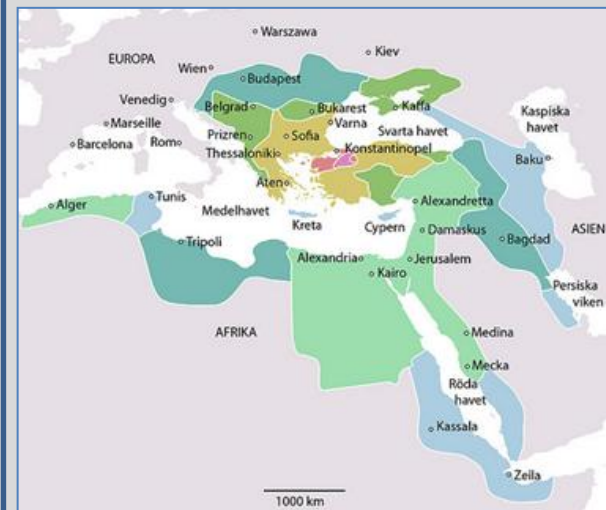 Warszawa
Kiev
EUROPA
Wien
Budapest
Venedig
Belgrad
Bukarest
Kaffa
Kaspiska
havet
Marseille
Varna
Barcelona
Rom
Prizren
Sofia
Svarta havet
Thessaloniki
Konstantinopel
Baku
Aten
Alger
Tunis
Medelhavet
Alexandretta
Kreta
Cypern
Damaskus
ASIEN
Tripoli
Bagdad
Alexandria
Jerusalem
Kairo
Persiska
viken
AFRIKA
Medina
Mecka
Röda
havet
Kassala
Zeila
1000 km